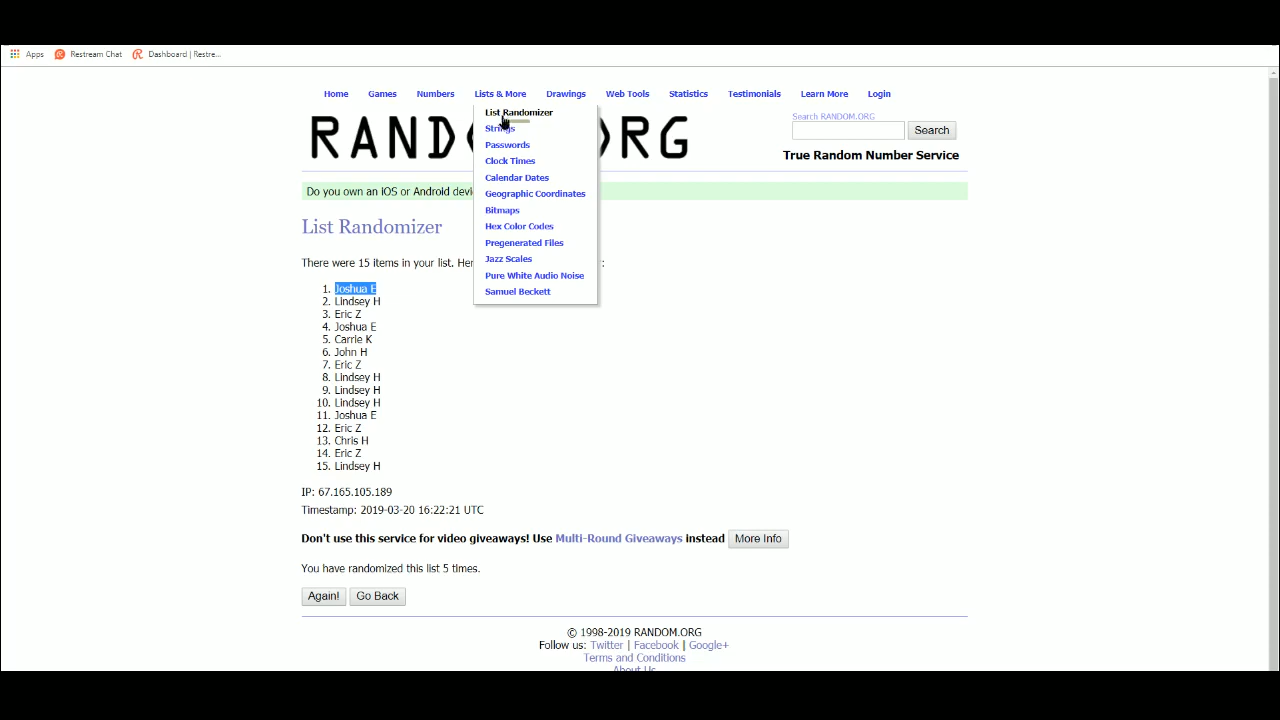 Apps Restream Chat Dashboard | Restre...
Home Games Numbers Lists & More Drawings Web Tools Statistics Testimonials Learn More Login
List Randomizer
Strings
Passwords
Clock Times
Calendar Dates
Geographic Coordinates
Bitmaps
Hex Color Codes
Pregenerated Files
Jazz Scales
Pure White Audio Noise
Samuel Beckett
Search RANDOM.ORG
Search
True Random Number Service
Do you own an iOS or Android
List Randomizer
There were 15 items in your list. :
1. Joshua E
2. Lindsey H
3. Eric Z
4. Joshua E
5. Carrie K
6. John H
7. Eric Z
8. Lindsey H
9. Lindsey H
10. Lindsey H
11. Joshua E
12. Eric Z
13. Chris H
14. Eric Z
15. Lindsey H
IP: 67.165.105.189
Timestamp: 2019-03-20 16:22:21 UTC
Don't use this service for video giveaways! Use Multi-Round Giveaways instead More Info
You have randomized this list 5 times.
Again! Go Back
© 1998-2019 RANDOM.ORG
Follow us: Twitter | Facebook | Google+
Terms and Conditions
About Us